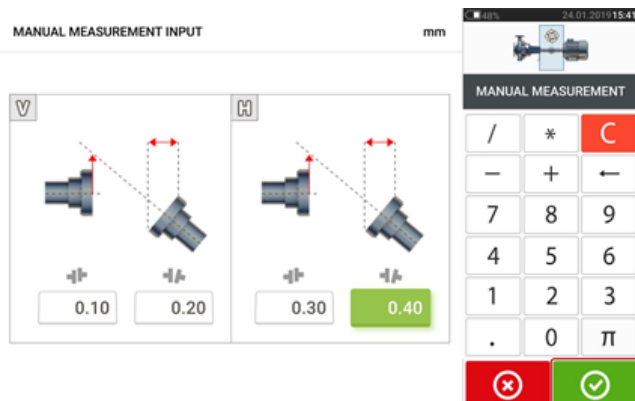 MANUAL MEASUREMENT INPUT mm
48% 24.01.2019 15:41
MANUAL MEASUREMENT
V H
0.10 0.20 0.30 0.40
/ * C
− + ←
7 8 9
4 5 6
1 2 3
. 0 π